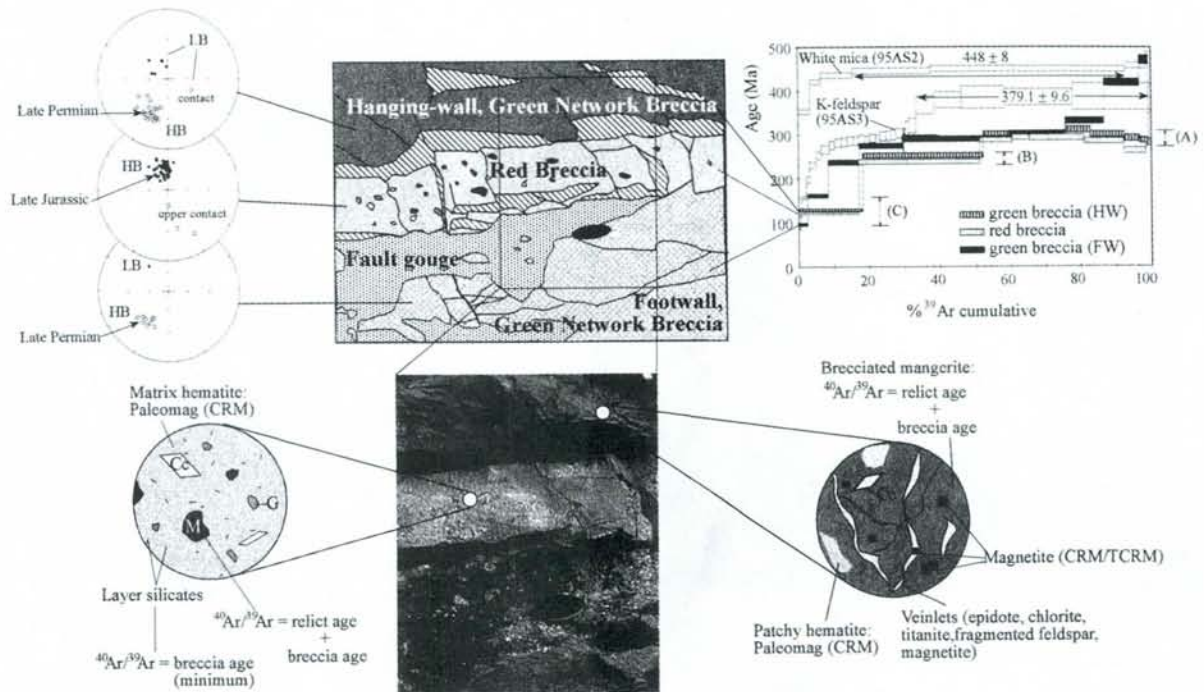 LB
contact
Late Permian
HB
HB
Late Jurassic
upper contact
LB
HB
Late Permian
Hanging-wall, Green Network Breccia
Red Breccia
Fault gouge
Footwall,
Green Network Breccia
500
400
300
200
100
0
Age (Ma)
White mica (95AS2)
448 ± 8
379.1 ± 9.6
K-feldspar
(95AS3)
(A)
(B)
(C)
green breccia (HW)
red breccia
green breccia (FW)
0 20 40 60 80 100
% ³⁹Ar cumulative
Matrix hematite:
Paleomag (CRM)
Cc
G
M
Layer silicates
⁴⁰Ar/³⁹Ar = relict age
+
breccia age
⁴⁰Ar/³⁹Ar = breccia age
(minimum)
Brecciated mangerite:
⁴⁰Ar/³⁹Ar = relict age
+
breccia age
Magnetite (CRM/TCRM)
Patchy hematite:
Paleomag (CRM)
Veinlets (epidote, chlorite,
titanite,fragmented feldspar,
magnetite)